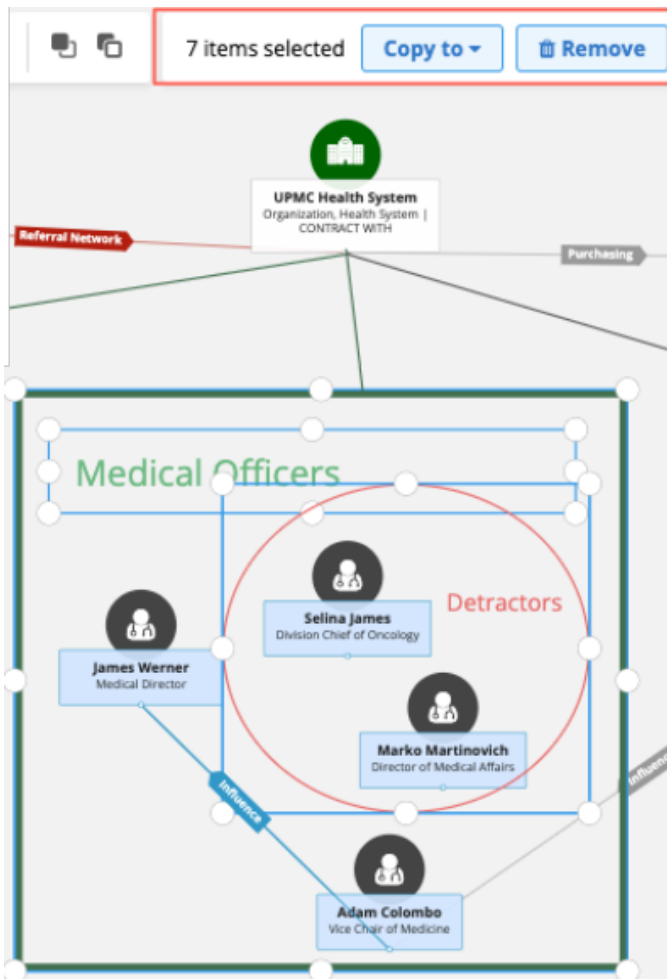 7 items selected
Copy to
Remove
UPMC Health System
Organization, Health System |
CONTRACT WITH
Referral Network
Purchasing
Medical Officers
Selina James
Division Chief of Oncology
Detractors
James Werner
Medical Director
Marko Martinovich
Director of Medical Affairs
Influence
Influence
Adam Colombo
Vice Chair of Medicine